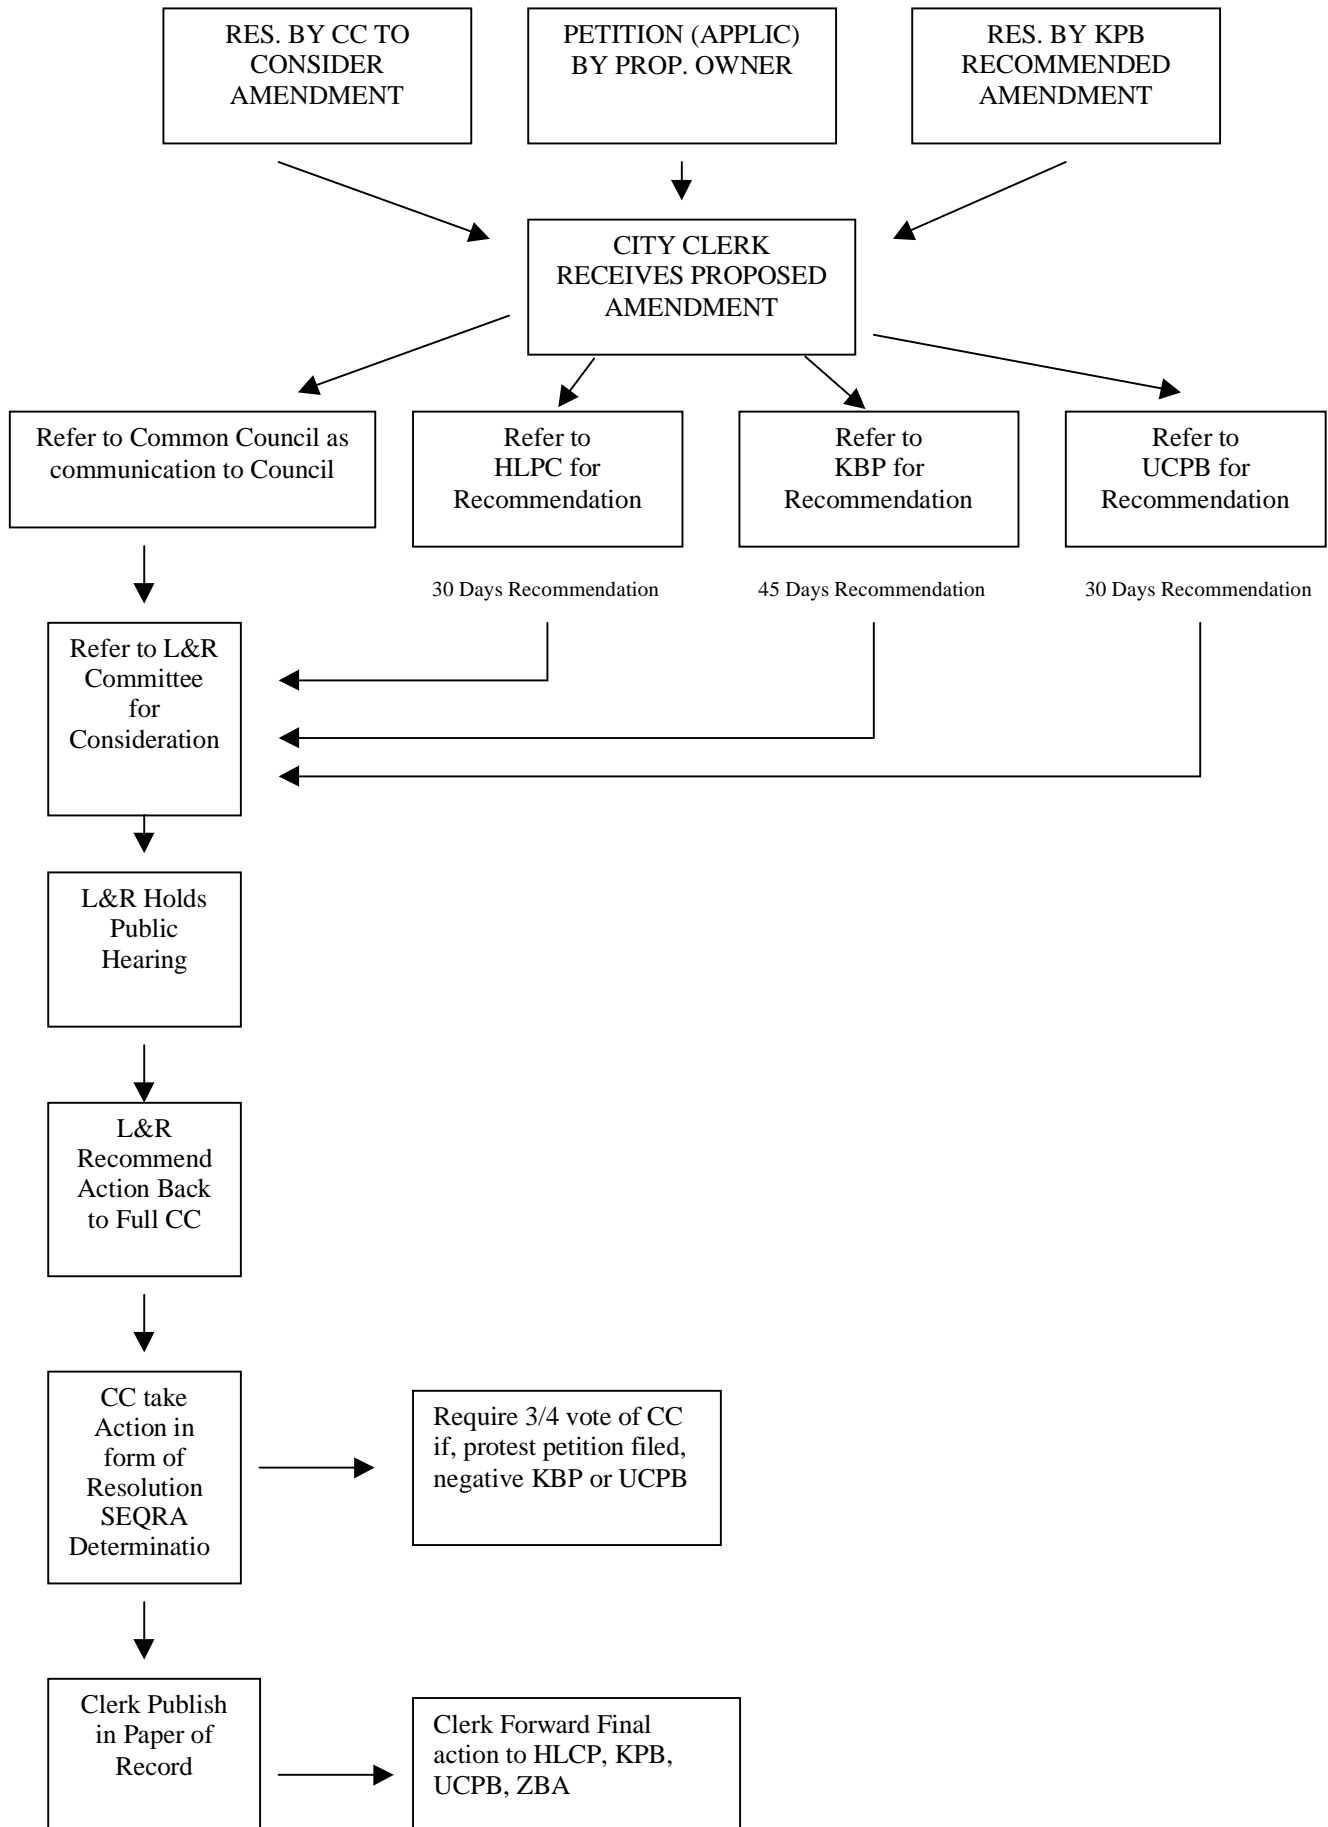 RES. BY CC TO
CONSIDER
AMENDMENT
PETITION (APPLIC)
BY PROP. OWNER
RES. BY KPB
RECOMMENDED
AMENDMENT
CITY CLERK
RECEIVES PROPOSED
AMENDMENT
Refer to Common Council as
communication to Council
Refer to
HLPC for
Recommendation
Refer to
KBP for
Recommendation
Refer to
UCPB for
Recommendation
30 Days Recommendation
45 Days Recommendation
30 Days Recommendation
Refer to L&R
Committee
for
Consideration
L&R Holds
Public
Hearing
L&R
Recommend
Action Back
to Full CC
CC take
Action in
form of
Resolution
SEQRA
Determinatio
Require 3/4 vote of CC
if, protest petition filed,
negative KBP or UCPB
Clerk Publish
in Paper of
Record
Clerk Forward Final
action to HLCP, KPB,
UCPB, ZBA